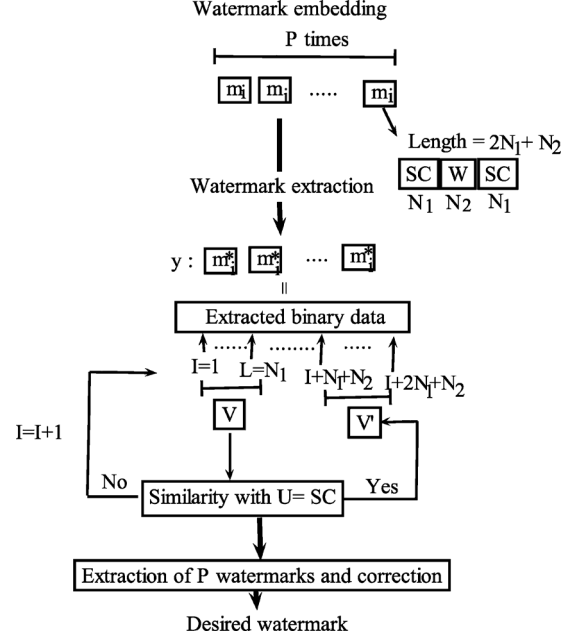 Watermark embedding
P times
mi mi ..... mi
Length = 2N1+ N2
SC W SC
N1 N2 N1
Watermark extraction
y : m*i m*i .... m*i
=
Extracted binary data
...... ........ .....
I=1 L=N1 I+N1+N2 I+2N1+N2
V V'
I=I+1
No Similarity with U= SC Yes
Extraction of P watermarks and correction
Desired watermark